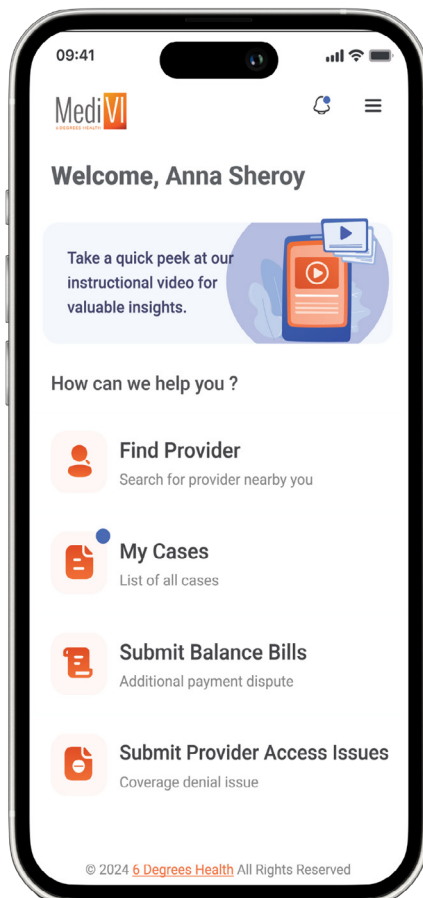 09:41
MediVI
6 DEGREES HEALTH
Welcome, Anna Sheroy
Take a quick peek at our
instructional video for
valuable insights.
How can we help you ?
Find Provider
Search for provider nearby you
My Cases
List of all cases
Submit Balance Bills
Additional payment dispute
Submit Provider Access Issues
Coverage denial issue
© 2024 6 Degrees Health All Rights Reserved